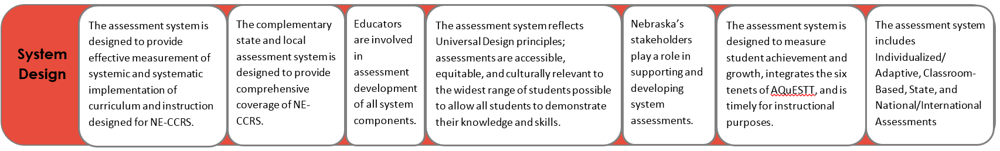 System
Design
The assessment system is
designed to provide
effective measurement of
systemic and systematic
implementation of
curriculum and instruction
designed for NE-CCRS.
The complementary
state and local
assessment system is
designed to provide
comprehensive
coverage of NE-
CCRS.
Educators
are involved
in
assessment
development
of all system
components.
The assessment system reflects
Universal Design principles;
assessments are accessible,
equitable, and culturally relevant to
the widest range of students possible
to allow all students to demonstrate
their knowledge and skills.
Nebraska’s
stakeholders
play a role in
supporting and
developing
system
assessments.
The assessment system is
designed to measure
student achievement and
growth, integrates the six
tenets of AQuESTT, and is
timely for instructional
purposes.
The assessment system
includes
Individualized/
Adaptive, Classroom-
Based, State, and
National/International
Assessments